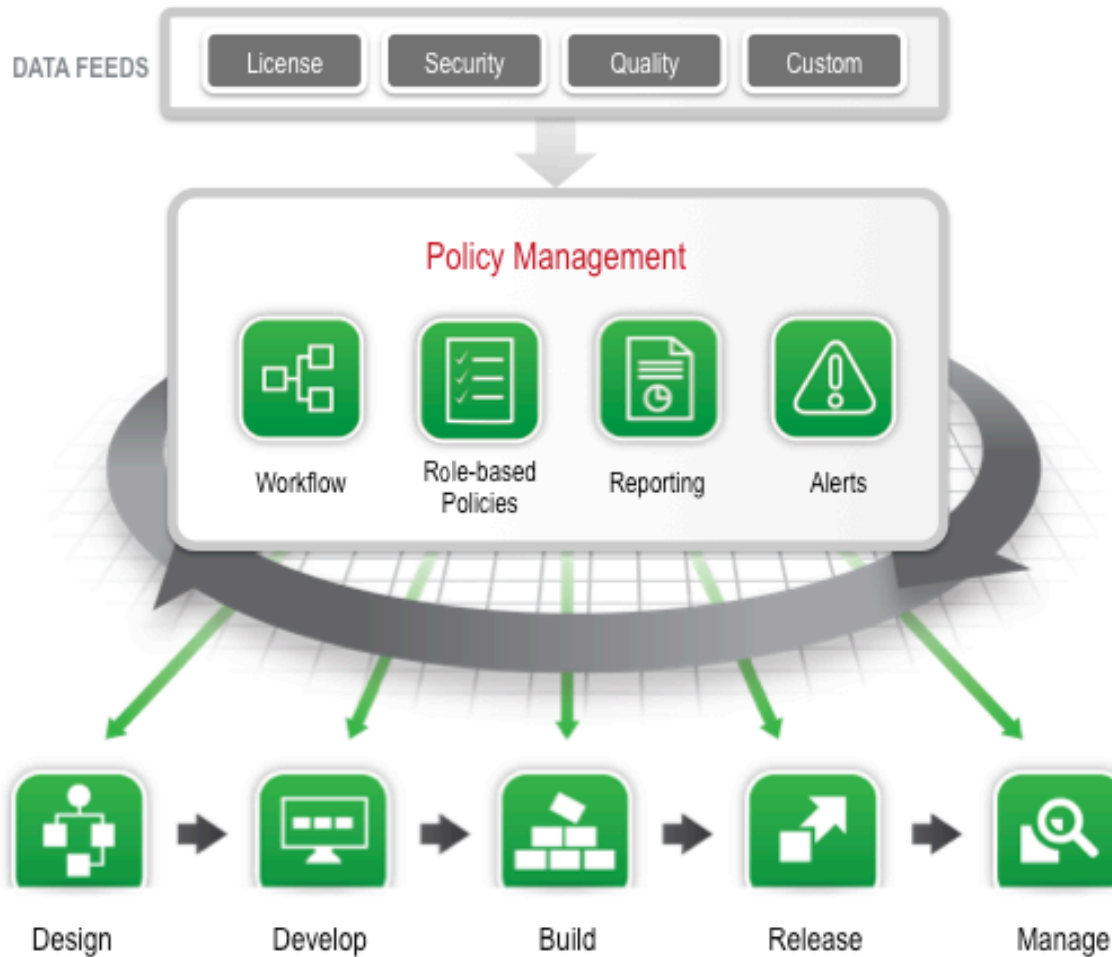 DATA FEEDS
License
Security
Quality
Custom
Policy Management
Workflow
Role-based
Policies
Reporting
Alerts
Design
Develop
Build
Release
Manage